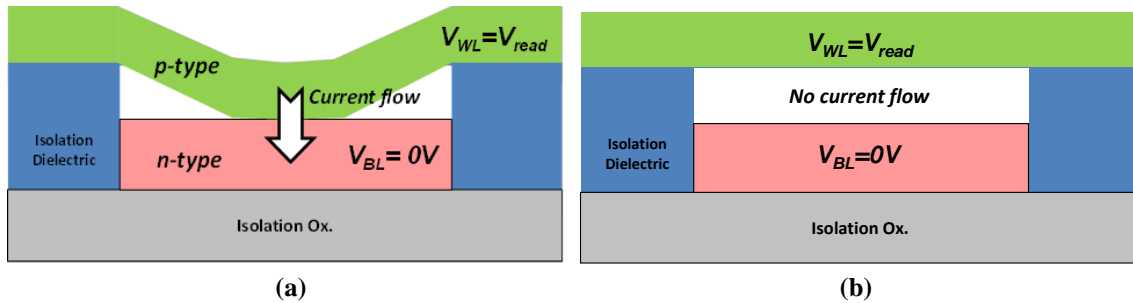 V_WL=V_read
p-type
Current flow
Isolation
Dielectric
n-type
V_BL= 0V
Isolation Ox.
(a)
V_WL=V_read
No current flow
Isolation
Dielectric
V_BL=0V
Isolation Ox.
(b)